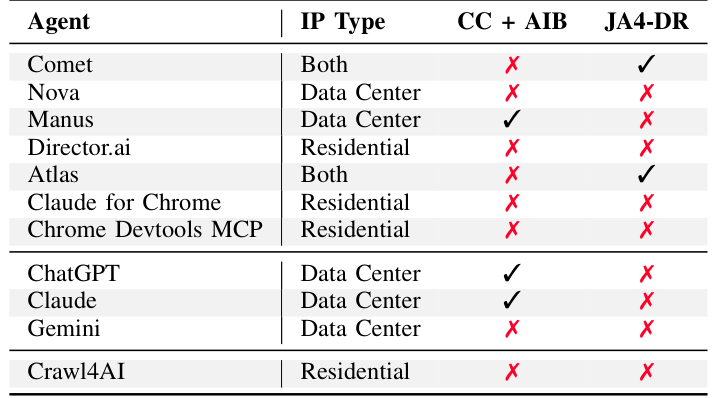 Agent IP Type CC + AIB JA4-DR
Comet Both ✗ ✓
Nova Data Center ✗ ✗
Manus Data Center ✓ ✗
Director.ai Residential ✗ ✗
Atlas Both ✗ ✓
Claude for Chrome Residential ✗ ✗
Chrome Devtools MCP Residential ✗ ✗
ChatGPT Data Center ✓ ✗
Claude Data Center ✓ ✗
Gemini Data Center ✗ ✗
Crawl4AI Residential ✗ ✗